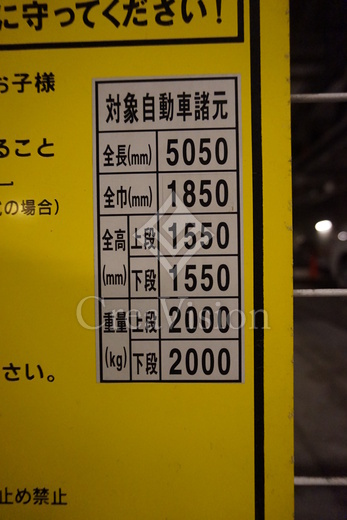 に守ってください!
お子様
ること
の場合)
さい。
止め禁止
対象自動車諸元
全長(mm) 5050
全巾(mm) 1850
全高(mm) 上段 1550
下段 1550
重量(kg) 上段 2000
下段 2000
CreaVision